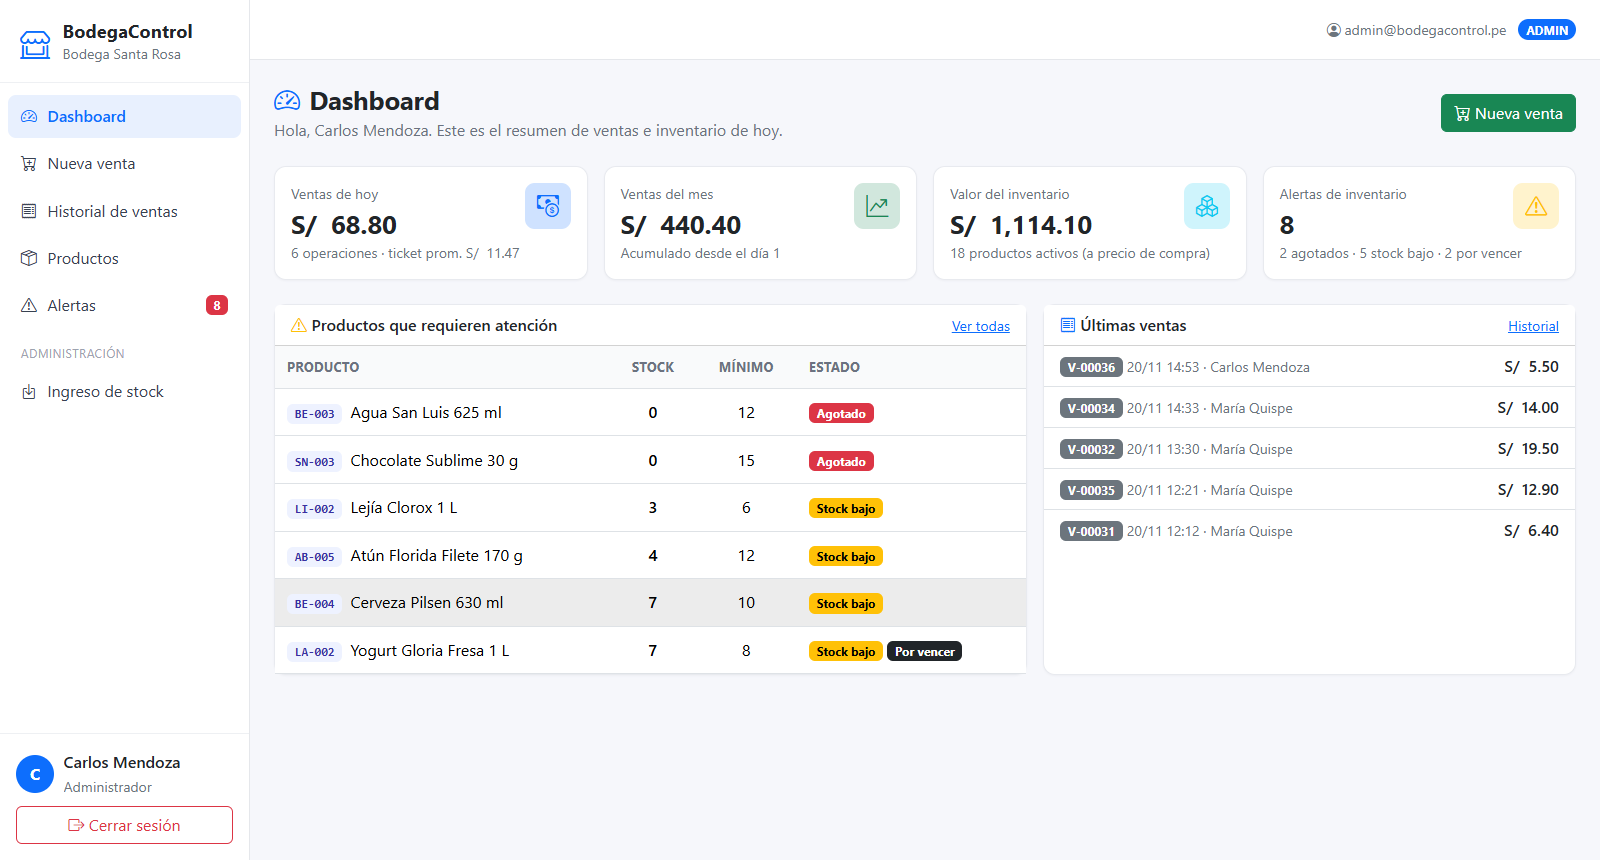 BodegaControl
Bodega Santa Rosa
Dashboard
Nueva venta
Historial de ventas
Productos
Alertas 8
ADMINISTRACIÓN
Ingreso de stock
C
Carlos Mendoza
Administrador
Cerrar sesión
admin@bodegacontrol.pe ADMIN
Dashboard
Hola, Carlos Mendoza. Este es el resumen de ventas e inventario de hoy.
Nueva venta
Ventas de hoy
S/ 68.80
6 operaciones · ticket prom. S/ 11.47
Ventas del mes
S/ 440.40
Acumulado desde el día 1
Valor del inventario
S/ 1,114.10
18 productos activos (a precio de compra)
Alertas de inventario
8
2 agotados · 5 stock bajo · 2 por vencer
Productos que requieren atención Ver todas
PRODUCTO STOCK MÍNIMO ESTADO
BE-003 Agua San Luis 625 ml 0 12 Agotado
SN-003 Chocolate Sublime 30 g 0 15 Agotado
LI-002 Lejía Clorox 1 L 3 6 Stock bajo
AB-005 Atún Florida Filete 170 g 4 12 Stock bajo
BE-004 Cerveza Pilsen 630 ml 7 10 Stock bajo
LA-002 Yogurt Gloria Fresa 1 L 7 8 Stock bajo Por vencer
Últimas ventas Historial
V-00036 20/11 14:53 · Carlos Mendoza S/ 5.50
V-00034 20/11 14:33 · María Quispe S/ 14.00
V-00032 20/11 13:30 · María Quispe S/ 19.50
V-00035 20/11 12:21 · María Quispe S/ 12.90
V-00031 20/11 12:12 · María Quispe S/ 6.40